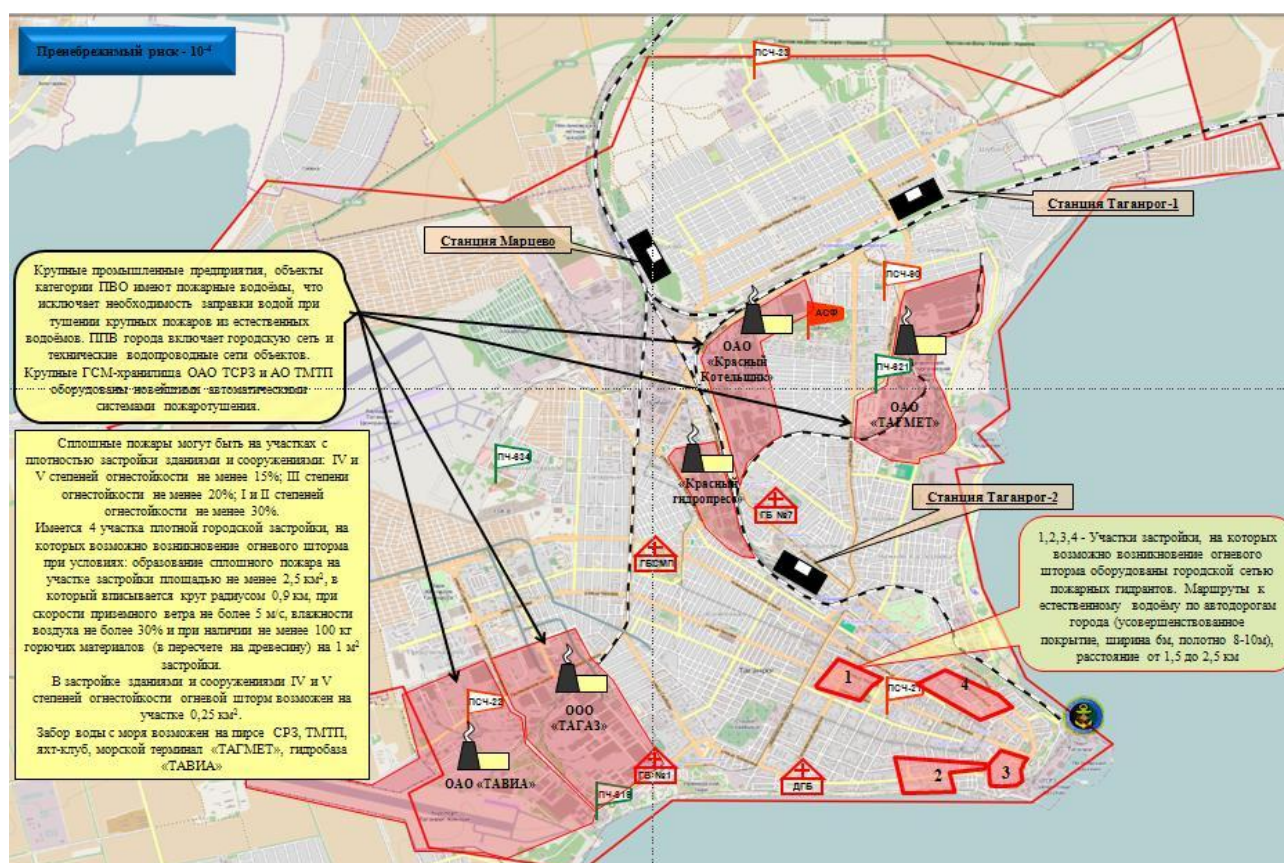 Пренебрежимый риск - 10⁻⁴
ПСЧ-23
Станция Таганрог-1
Станция Марцево
Крупные промышленные предприятия, объекты
категории ПВО имеют пожарные водоёмы, что
исключает необходимость заправки водой при
тушении крупных пожаров из естественных
водоёмов. ППВ города включает городскую сеть и
технические водопроводные сети объектов.
Крупные ГСМ-хранилища ОАО ТСРЗ и АО ТМТП
оборудованы новейшими автоматическими
системами пожаротушения.
ПСЧ-80
АСФ
ОАО
«Красный
Котельщик»
ПЧ-621
ОАО
«ТАГМЕТ»
Сплошные пожары могут быть на участках с
плотностью застройки зданиями и сооружениями: IV и
V степеней огнестойкости не менее 15%; III степени
огнестойкости не менее 20%; I и II степеней
огнестойкости не менее 30%.
Имеется 4 участка плотной городской застройки, на
которых возможно возникновение огневого шторма
при условиях: образование сплошного пожара на
участке застройки площадью не менее 2,5 км², в
который вписывается круг радиусом 0,9 км, при
скорости приземного ветра не более 5 м/с, влажности
воздуха не более 30% и при наличии не менее 100 кг
горючих материалов (в пересчете на древесину) на 1 м²
застройки.
В застройке зданиями и сооружениями IV и V
степеней огнестойкости огневой шторм возможен на
участке 0,25 км².
Забор воды с моря возможен на пирсе СРЗ, ТМТП,
яхт-клуб, морской терминал «ТАГМЕТ», гидробаза
«ТАВИА»
ПЧ-634
«Красный
гидропресс»
ГБ №7
Станция Таганрог-2
ГБСМП
1,2,3,4 - Участки застройки, на которых
возможно возникновение огневого
шторма оборудованы городской сетью
пожарных гидрантов. Маршруты к
естественному водоёму по автодорогам
города (усовершенствованное
покрытие, ширина 6м, полотно 8-10м),
расстояние от 1,5 до 2,5 км
Таганрог
1
ПСЧ-21
4
ПСЧ-22
ООО
«ТАГАЗ»
ОАО «ТАВИА»
ГБ №1
ПЧ-619
ДГБ
2
3